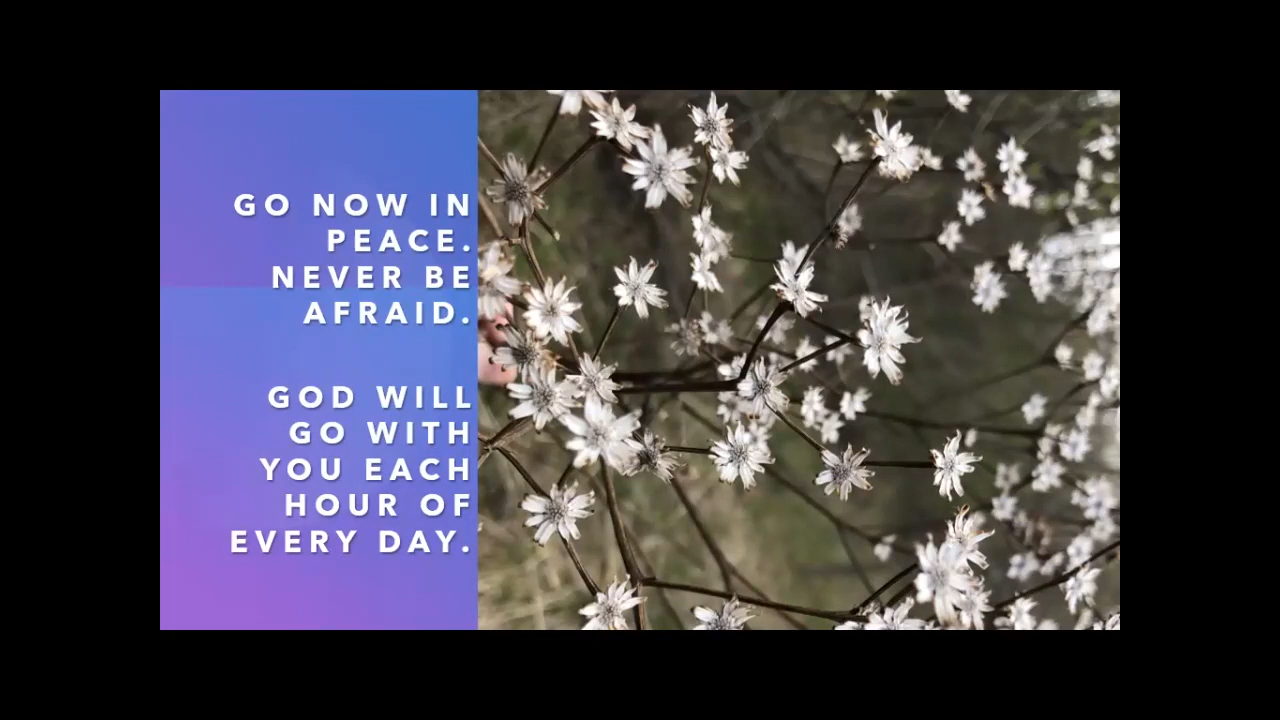 GO NOW IN
PEACE.
NEVER BE
AFRAID.
GOD WILL
GO WITH
YOU EACH
HOUR OF
EVERY DAY.